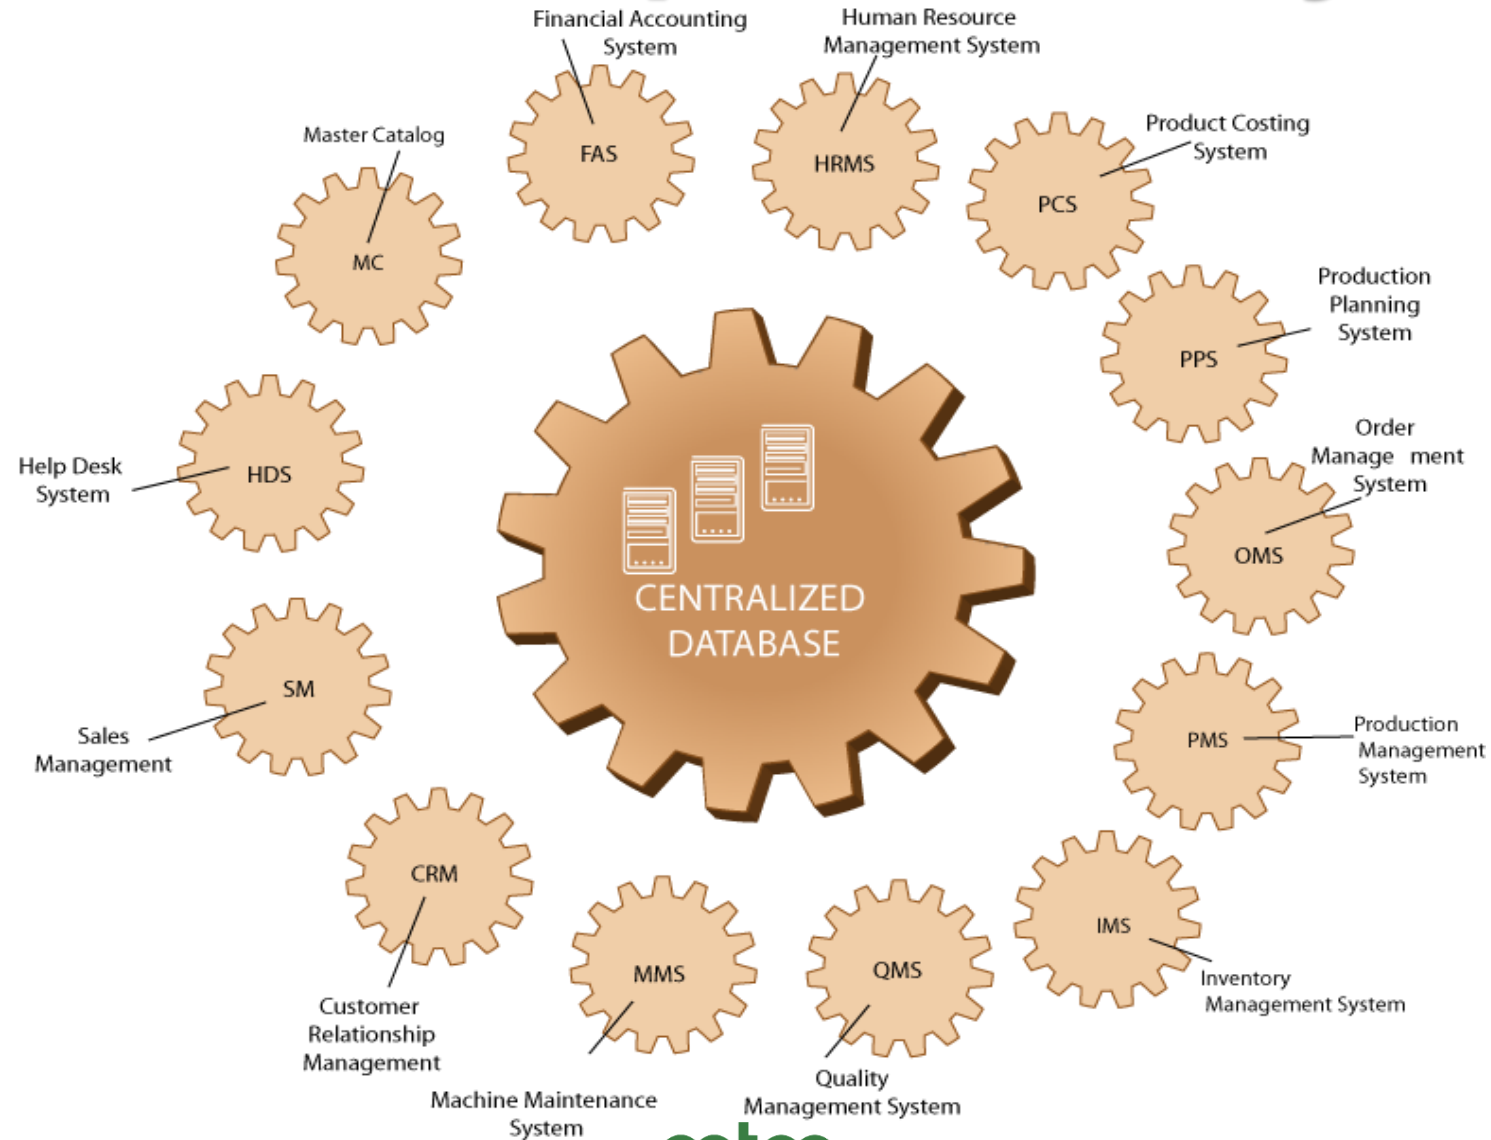 Financial Accounting
System
Human Resource
Management System
Product Costing
System
Master Catalog
FAS
HRMS
PCS
MC
Production
Planning
System
PPS
Order
Manage ment
System
Help Desk
System
HDS
OMS
CENTRALIZED
DATABASE
SM
Sales
Management
PMS
Production
Management
System
CRM
IMS
Inventory
Management System
MMS
QMS
Customer
Relationship
Management
Quality
Management System
Machine Maintenance
System